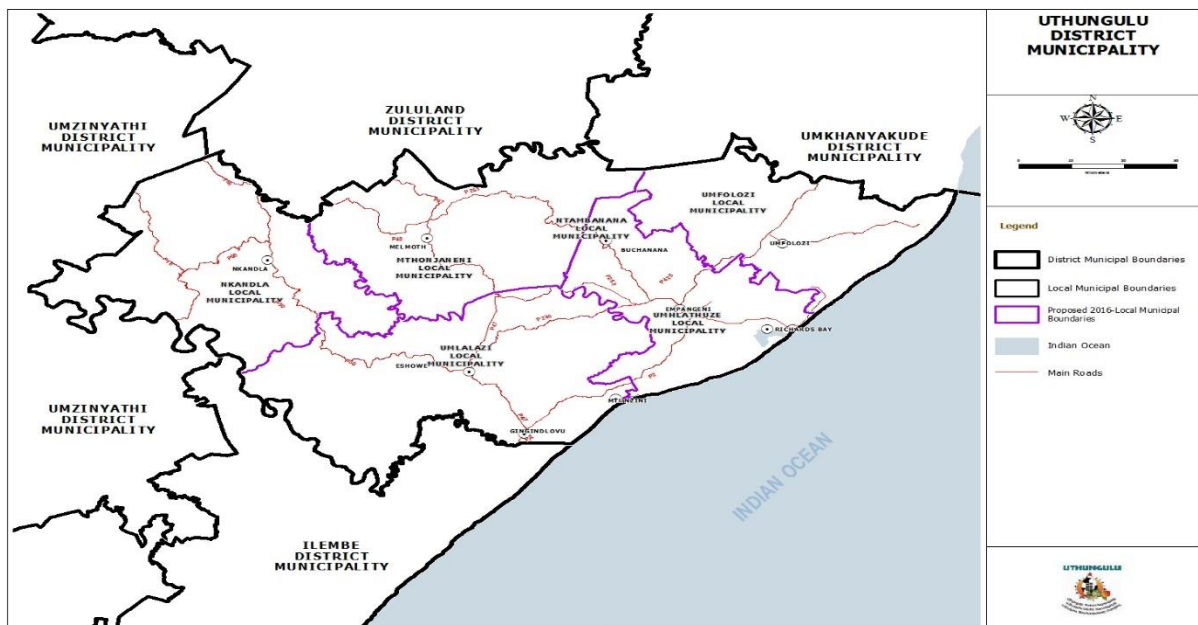 UTHUNGULU
DISTRICT
MUNICIPALITY
N
W
E
S
Legend
District Municipal Boundaries
Local Municipal Boundaries
Proposed 2016-Local Municipal
Boundaries
Indian Ocean
Main Roads
UTHUNGULU
UMZINYATHI
DISTRICT
MUNICIPALITY
ZULULAND
DISTRICT
MUNICIPALITY
UMKHANYAKUDE
DISTRICT
MUNICIPALITY
UMFOLOZI
LOCAL
MUNICIPALITY
NTAMBANANA
LOCAL
MUNICIPALITY
BUCHANANA
UMFOLOZI
MELMOTH
MTHONJANENI
LOCAL
MUNICIPALITY
NKANDLA
NKANDLA
LOCAL
MUNICIPALITY
EMPANGENI
UMHLATHUZE
LOCAL
MUNICIPALITY
RICHARDS BAY
UMLALAZI
LOCAL
MUNICIPALITY
ESHOWE
MTUNZINI
GINGINDLOVU
UMZINYATHI
DISTRICT
MUNICIPALITY
ILEMBE
DISTRICT
MUNICIPALITY
INDIAN OCEAN